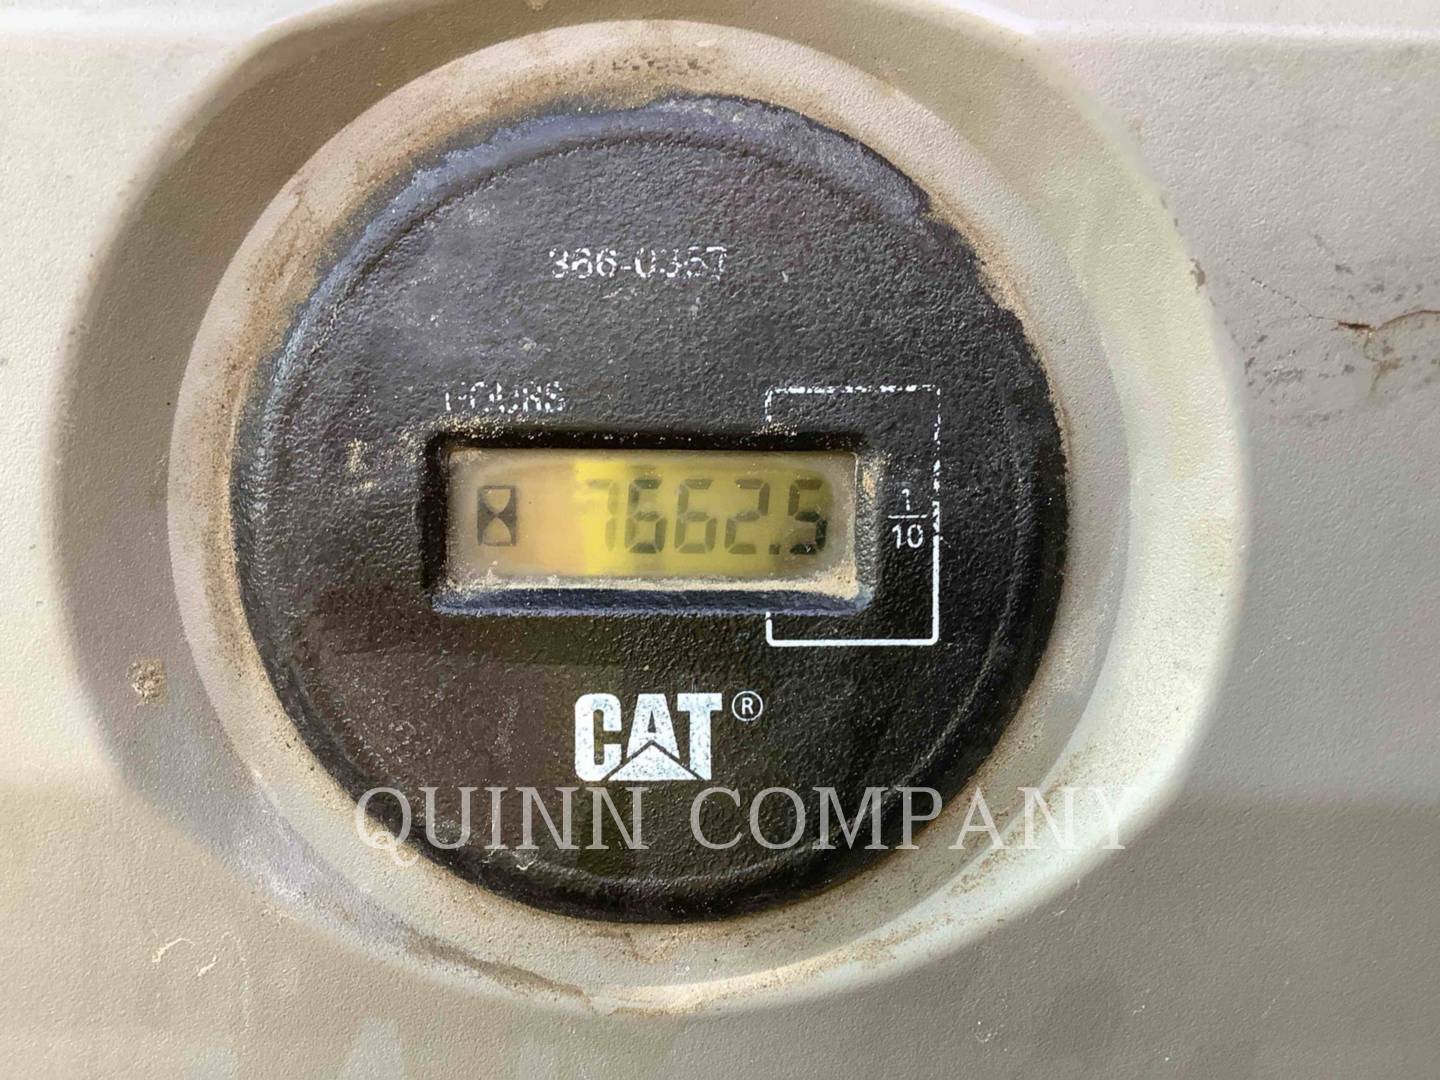 366-0357
HOURS
7662.5
1
10
CAT®
QUINN COMPANY